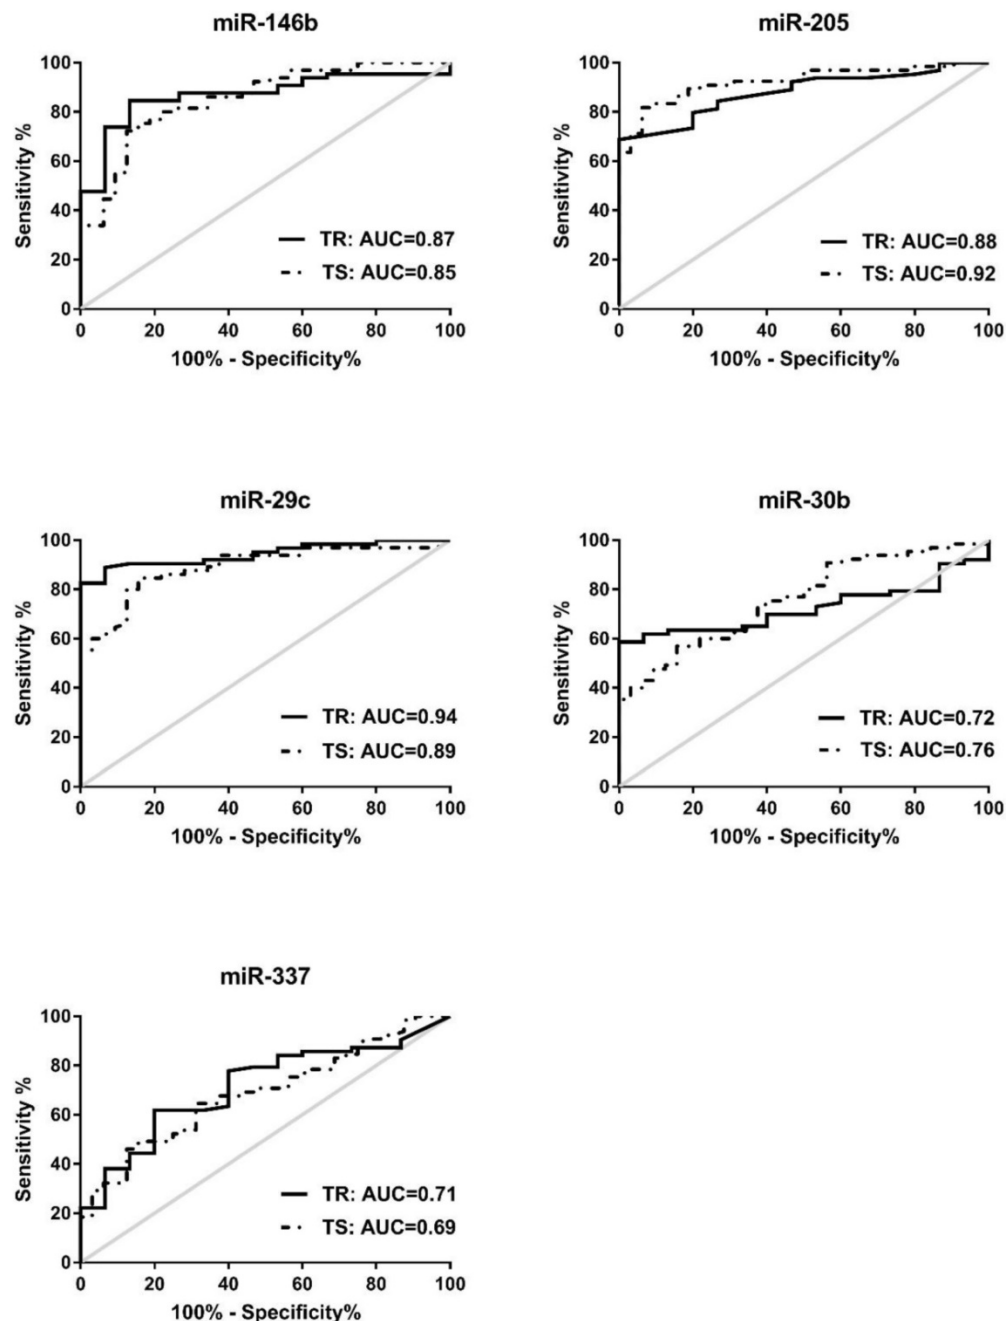 miR-146b
Sensitivity %
100
80
60
40
20
0
TR: AUC=0.87
TS: AUC=0.85
0 20 40 60 80 100
100% - Specificity%
miR-205
Sensitivity %
100
80
60
40
20
0
TR: AUC=0.88
TS: AUC=0.92
0 20 40 60 80 100
100% - Specificity%
miR-29c
Sensitivity %
100
80
60
40
20
0
TR: AUC=0.94
TS: AUC=0.89
0 20 40 60 80 100
100% - Specificity%
miR-30b
Sensitivity %
100
80
60
40
20
0
TR: AUC=0.72
TS: AUC=0.76
0 20 40 60 80 100
100% - Specificity%
miR-337
Sensitivity %
100
80
60
40
20
0
TR: AUC=0.71
TS: AUC=0.69
0 20 40 60 80 100
100% - Specificity%